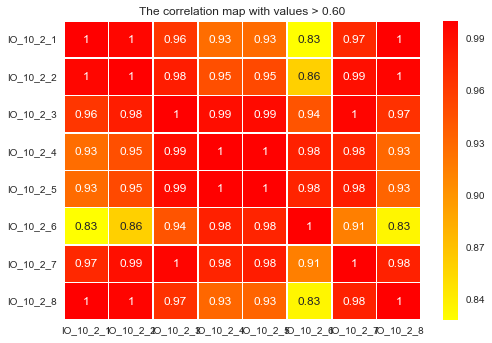 The correlation map with values > 0.60
IO_10_2_1 1 1 0.96 0.93 0.93 0.83 0.97 1
IO_10_2_2 1 1 0.98 0.95 0.95 0.86 0.99 1
IO_10_2_3 0.96 0.98 1 0.99 0.99 0.94 1 0.97
IO_10_2_4 0.93 0.95 0.99 1 1 0.98 0.98 0.93
IO_10_2_5 0.93 0.95 0.99 1 1 0.98 0.98 0.93
IO_10_2_6 0.83 0.86 0.94 0.98 0.98 1 0.91 0.83
IO_10_2_7 0.97 0.99 1 0.98 0.98 0.91 1 0.98
IO_10_2_8 1 1 0.97 0.93 0.93 0.83 0.98 1
IO_10_2_1 IO_10_2_2 IO_10_2_3 IO_10_2_4 IO_10_2_5 IO_10_2_6 IO_10_2_7 IO_10_2_8
0.99
0.96
0.93
0.90
0.87
0.84